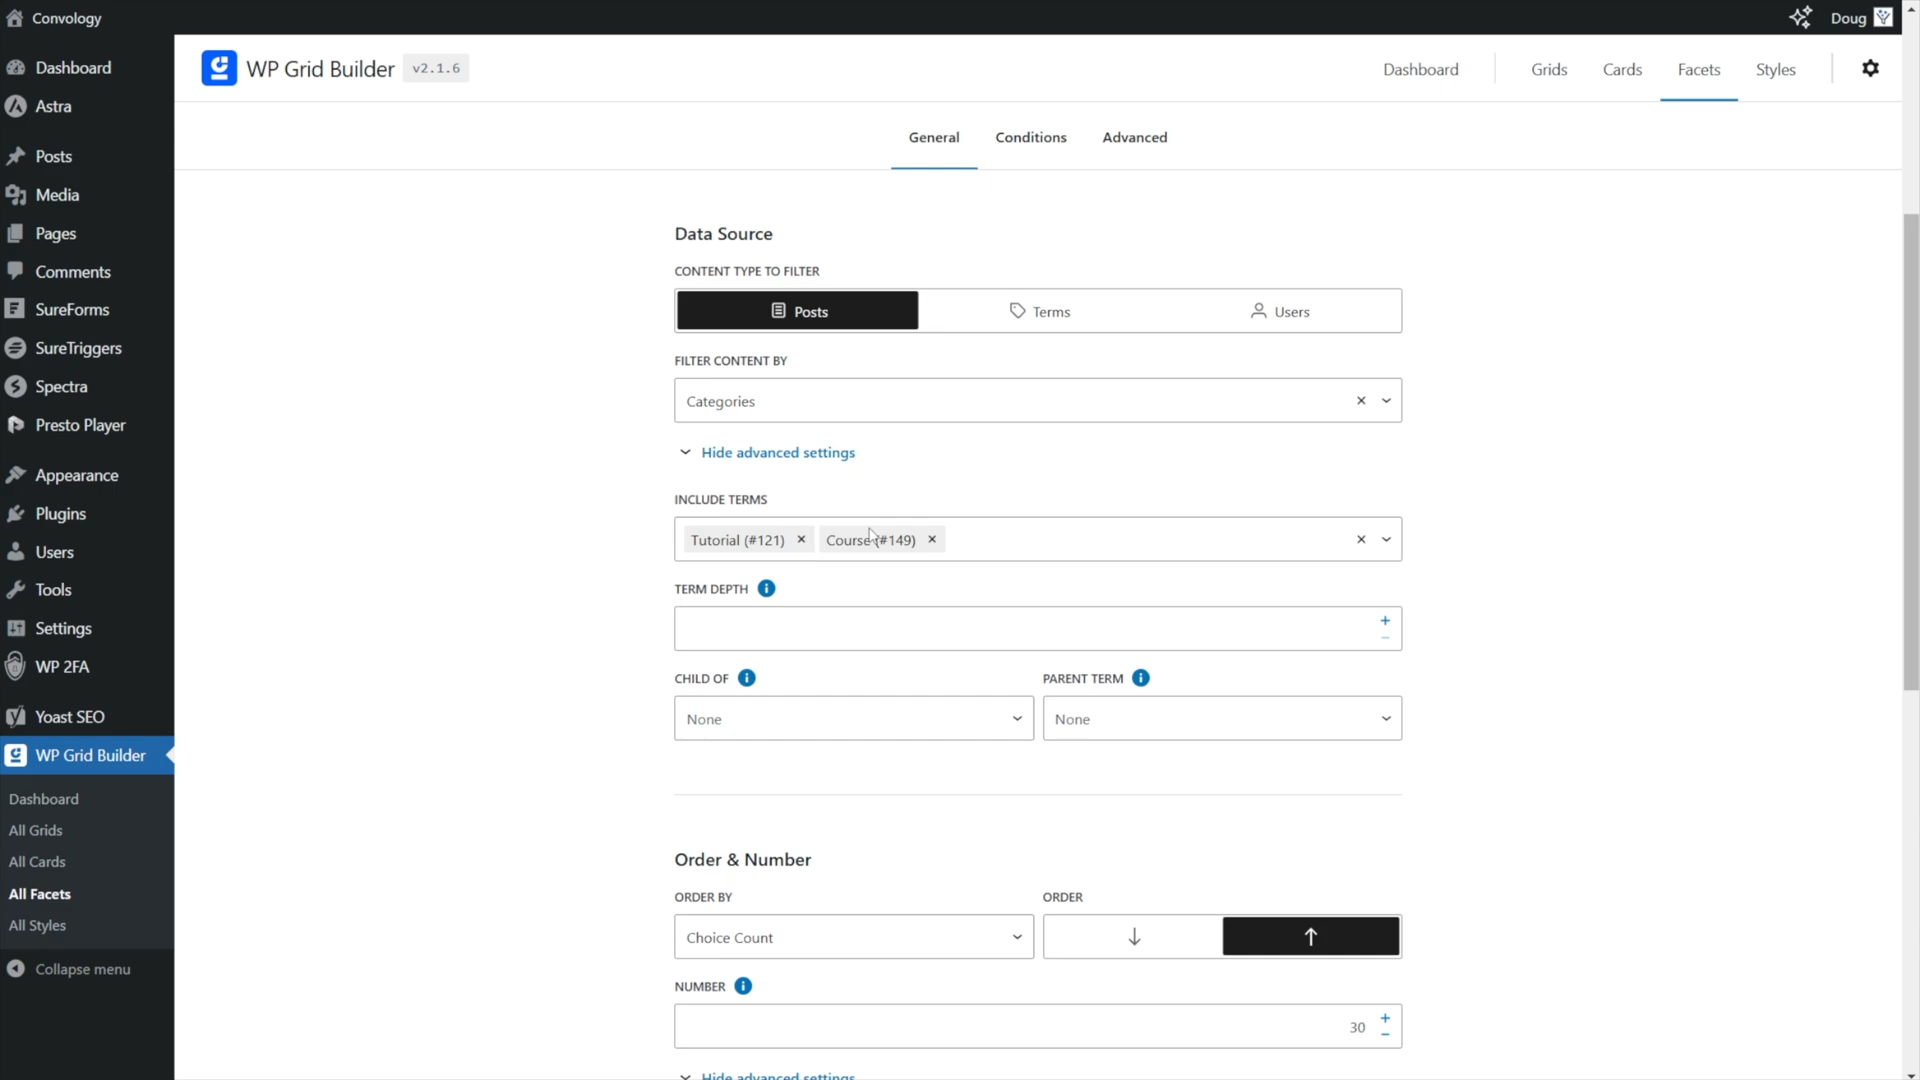 Convology
Doug
Dashboard
Astra
Posts
Media
Pages
Comments
SureForms
SureTriggers
Spectra
Presto Player
Appearance
Plugins
Users
Tools
Settings
WP 2FA
Yoast SEO
WP Grid Builder
Dashboard
All Grids
All Cards
All Facets
All Styles
Collapse menu
WP Grid Builder v2.1.6
Dashboard Grids Cards Facets Styles
General Conditions Advanced
Data Source
CONTENT TYPE TO FILTER
Posts Terms Users
FILTER CONTENT BY
Categories
Hide advanced settings
INCLUDE TERMS
Tutorial (#121) Course (#149)
TERM DEPTH
CHILD OF PARENT TERM
None None
Order & Number
ORDER BY ORDER
Choice Count
NUMBER
30
Hide advanced settings